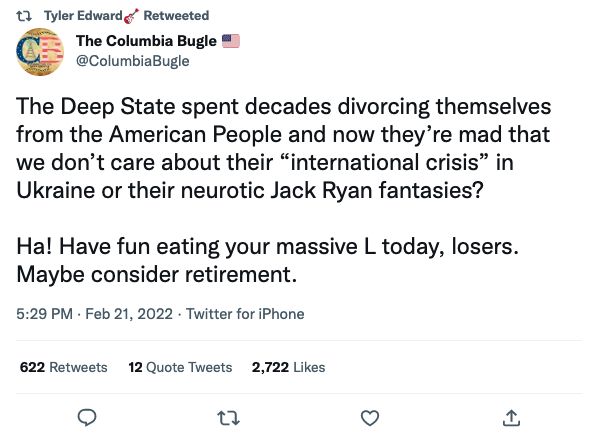 Tyler Edward🎸 Retweeted
The Columbia Bugle 🇺🇸
@ColumbiaBugle
The Deep State spent decades divorcing themselves
from the American People and now they’re mad that
we don’t care about their “international crisis” in
Ukraine or their neurotic Jack Ryan fantasies?
Ha! Have fun eating your massive L today, losers.
Maybe consider retirement.
5:29 PM · Feb 21, 2022 · Twitter for iPhone
622 Retweets 12 Quote Tweets 2,722 Likes